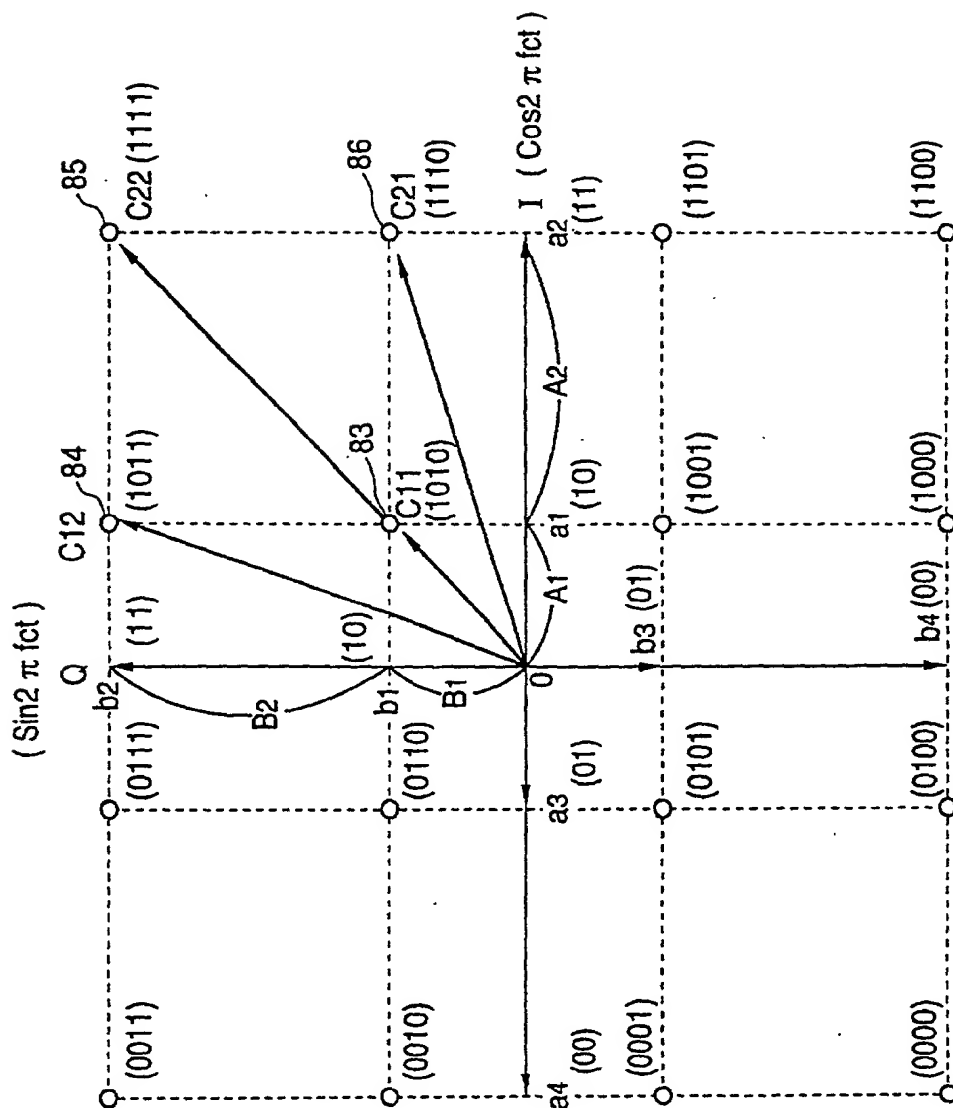 ( Sin2 π fct )
Q
C12 84
85
b2 (11) (1011)
C22 (1111)
(0011) (0111)
B2
86
b1 (10) C11 83
(1010)
C21
(1110)
(0010) (0110)
B1
I ( Cos2 π fct )
a4 (00) a3 (01) 0 A1 a1 (10) A2 a2 (11)
b3 (01)
(0001) (0101) (1001) (1101)
b4 (00)
(0000) (0100) (1000) (1100)